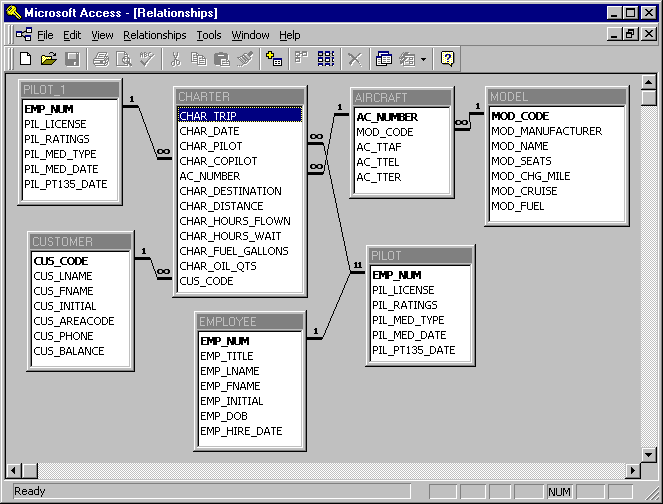 Microsoft Access - [Relationships]
File Edit View Relationships Tools Window Help
PILOT_1
EMP_NUM
PIL_LICENSE
PIL_RATINGS
PIL_MED_TYPE
PIL_MED_DATE
PIL_PT135_DATE
1
∞
CHARTER
CHAR_TRIP
CHAR_DATE
CHAR_PILOT
CHAR_COPILOT
AC_NUMBER
CHAR_DESTINATION
CHAR_DISTANCE
CHAR_HOURS_FLOWN
CHAR_HOURS_WAIT
CHAR_FUEL_GALLONS
CHAR_OIL_QTS
CUS_CODE
1
∞
∞
AIRCRAFT
AC_NUMBER
MOD_CODE
AC_TTAF
AC_TTEL
AC_TTER
1
∞
MODEL
MOD_CODE
MOD_MANUFACTURER
MOD_NAME
MOD_SEATS
MOD_CHG_MILE
MOD_CRUISE
MOD_FUEL
CUSTOMER
CUS_CODE
CUS_LNAME
CUS_FNAME
CUS_INITIAL
CUS_AREACODE
CUS_PHONE
CUS_BALANCE
1
∞
EMPLOYEE
EMP_NUM
EMP_TITLE
EMP_LNAME
EMP_FNAME
EMP_INITIAL
EMP_DOB
EMP_HIRE_DATE
1
11
PILOT
EMP_NUM
PIL_LICENSE
PIL_RATINGS
PIL_MED_TYPE
PIL_MED_DATE
PIL_PT135_DATE
Ready
NUM